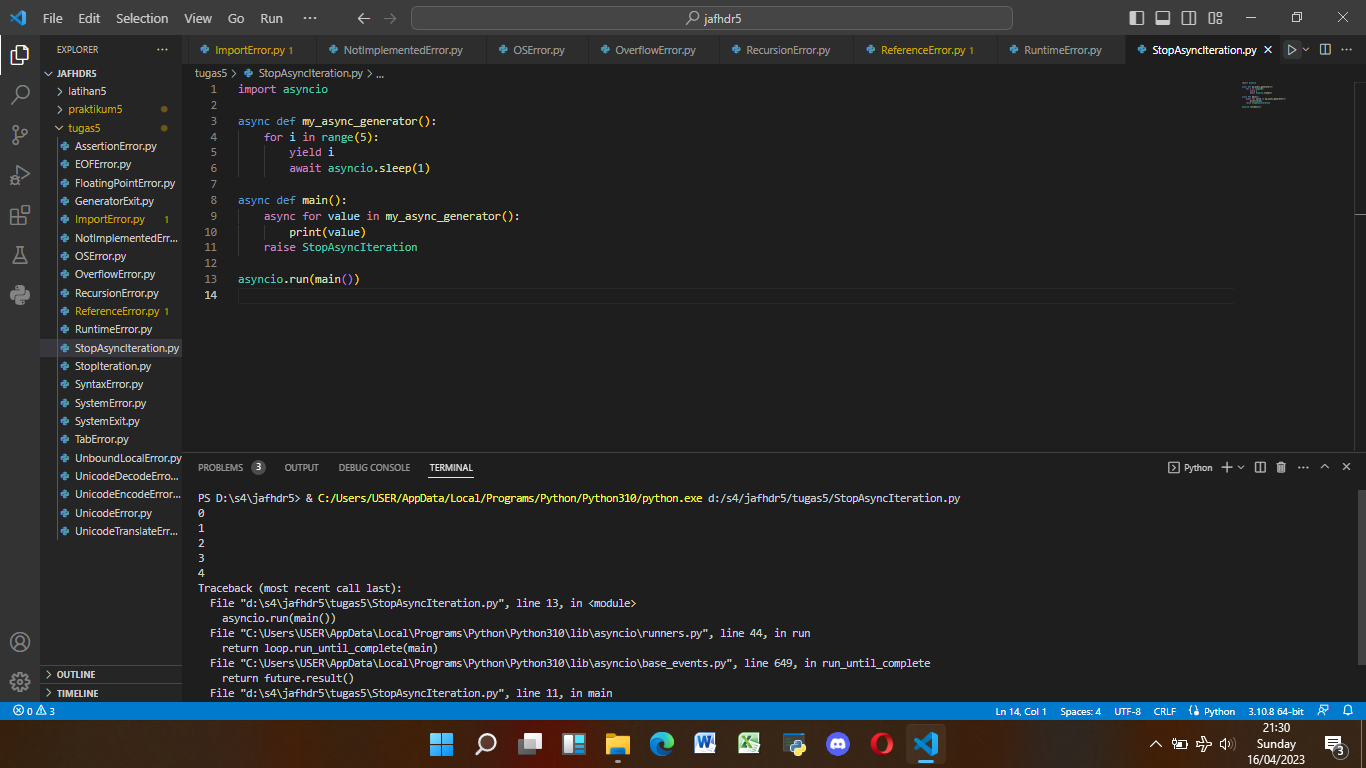 File Edit Selection View Go Run ··· jafhdr5
EXPLORER ···
ImportError.py 1 NotImplementedError.py OSError.py OverflowError.py RecursionError.py ReferenceError.py 1 RuntimeError.py StopAsyncIteration.py
JAFHDR5
latihan5
praktikum5
tugas5
AssertionError.py
EOFError.py
FloatingPointError.py
GeneratorExit.py
ImportError.py 1
NotImplementedErr...
OSError.py
OverflowError.py
RecursionError.py
ReferenceError.py 1
RuntimeError.py
StopAsyncIteration.py
StopIteration.py
SyntaxError.py
SystemError.py
SystemExit.py
TabError.py
UnboundLocalError.py
UnicodeDecodeErro...
UnicodeEncodeError...
UnicodeError.py
UnicodeTranslateErr...
OUTLINE
TIMELINE
tugas5 > StopAsyncIteration.py > ...
1 import asyncio
2
3 async def my_async_generator():
4 for i in range(5):
5 yield i
6 await asyncio.sleep(1)
7
8 async def main():
9 async for value in my_async_generator():
10 print(value)
11 raise StopAsyncIteration
12
13 asyncio.run(main())
14
PROBLEMS 3 OUTPUT DEBUG CONSOLE TERMINAL Python
PS D:\s4\jafhdr5> & C:/Users/USER/AppData/Local/Programs/Python/Python310/python.exe d:/s4/jafhdr5/tugas5/StopAsyncIteration.py
0
1
2
3
4
Traceback (most recent call last):
File "d:\s4\jafhdr5\tugas5\StopAsyncIteration.py", line 13, in <module>
asyncio.run(main())
File "C:\Users\USER\AppData\Local\Programs\Python\Python310\lib\asyncio\runners.py", line 44, in run
return loop.run_until_complete(main)
File "C:\Users\USER\AppData\Local\Programs\Python\Python310\lib\asyncio\base_events.py", line 649, in run_until_complete
return future.result()
File "d:\s4\jafhdr5\tugas5\StopAsyncIteration.py", line 11, in main
0 3 Ln 14, Col 1 Spaces: 4 UTF-8 CRLF Python 3.10.8 64-bit
21:30
Sunday
16/04/2023
3